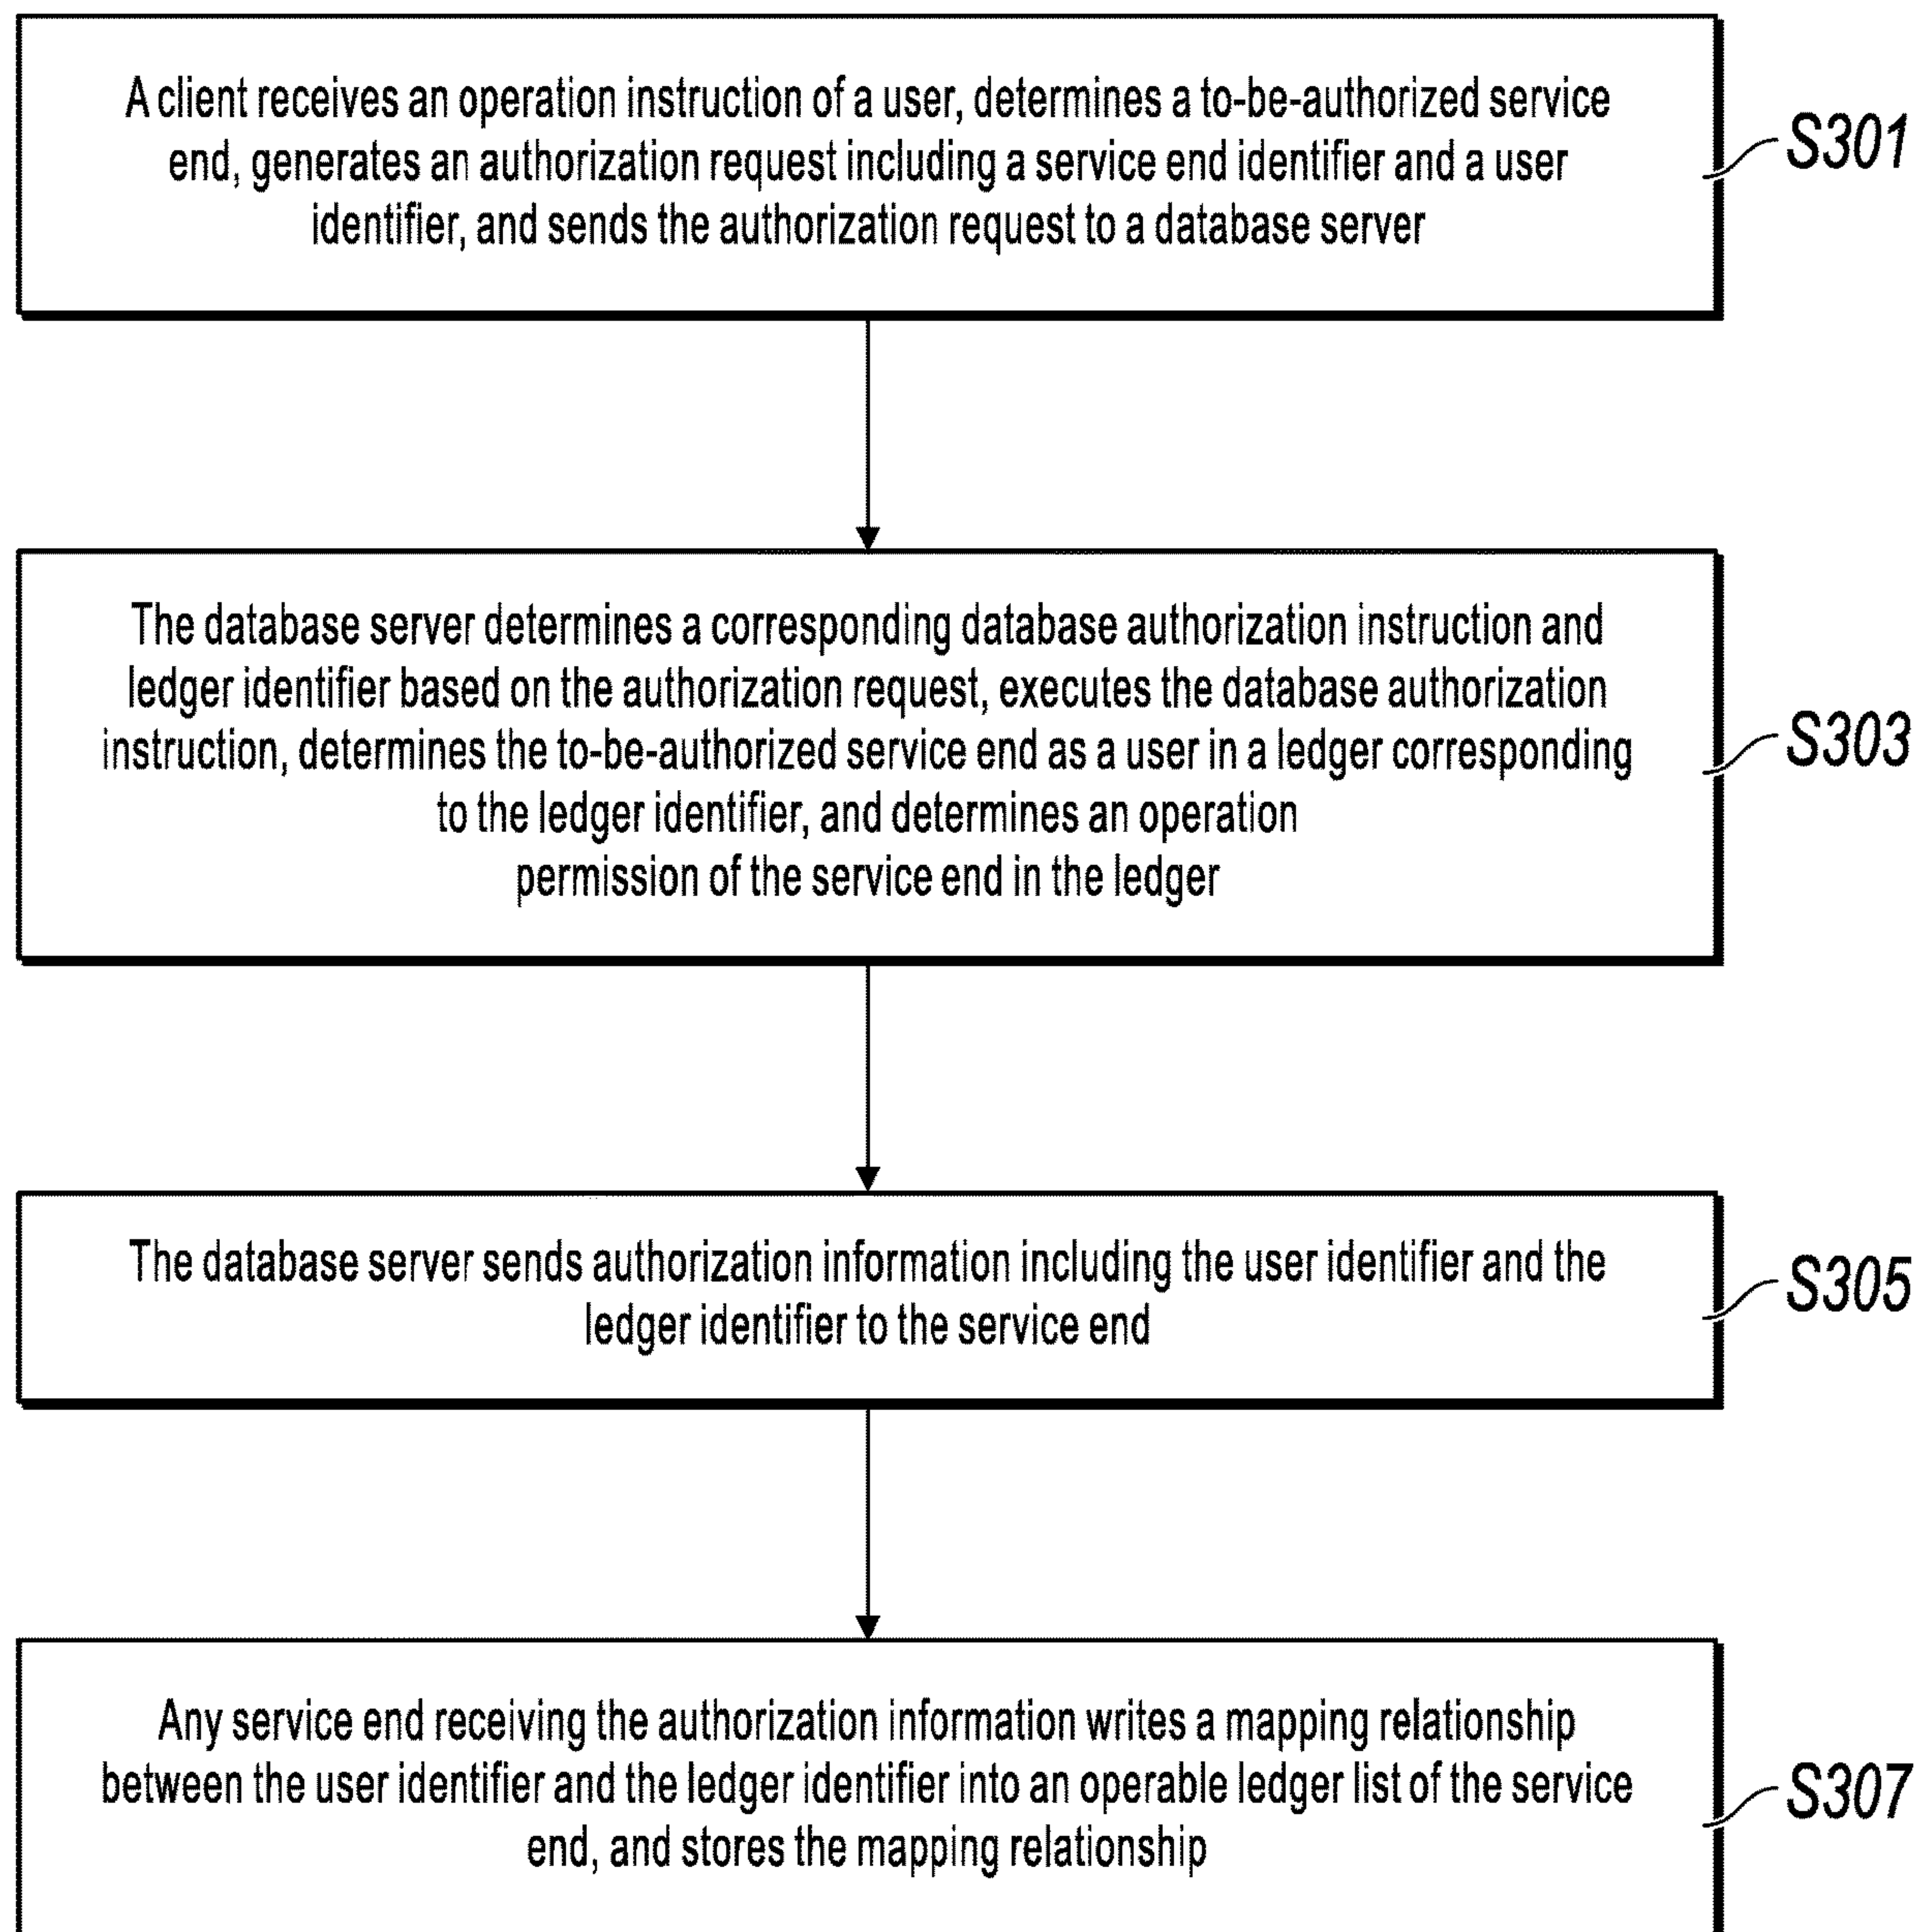 A client receives an operation instruction of a user, determines a to-be-authorized service
end, generates an authorization request including a service end identifier and a user
identifier, and sends the authorization request to a database server
S301
The database server determines a corresponding database authorization instruction and
ledger identifier based on the authorization request, executes the database authorization
instruction, determines the to-be-authorized service end as a user in a ledger corresponding
to the ledger identifier, and determines an operation
permission of the service end in the ledger
S303
The database server sends authorization information including the user identifier and the
ledger identifier to the service end
S305
Any service end receiving the authorization information writes a mapping relationship
between the user identifier and the ledger identifier into an operable ledger list of the service
end, and stores the mapping relationship
S307